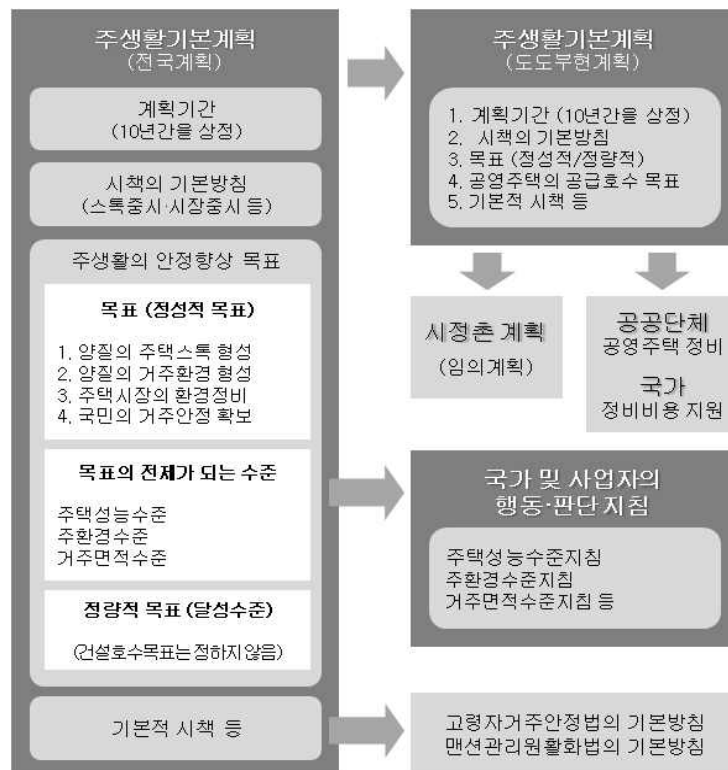 주생활기본계획
(전국계획)
계획기간
(10년간을 상정)
시책의 기본방침
(스톡중시·시장중시 등)
주생활의 안정향상 목표
목표 (정성적 목표)
1. 양질의 주택스톡 형성
2. 양질의 거주환경 형성
3. 주택시장의 환경정비
4. 국민의 거주안정 확보
목표의 전제가 되는 수준
주택성능수준
주환경수준
거주면적수준
정량적 목표 (달성수준)
(건설호수목표는 정하지 않음)
기본적 시책 등
주생활기본계획
(도도부현계획)
1. 계획기간 (10년간을 상정)
2. 시책의 기본방침
3. 목표 (정성적/정량적)
4. 공영주택의 공급호수 목표
5. 기본적 시책 등
시정촌 계획
(임의계획)
공공단체
공영주택 정비
국가
정비비용 지원
국가 및 사업자의
행동·판단 지침
주택성능수준지침
주환경수준지침
거주면적수준지침 등
고령자거주안정법의 기본방침
맨션관리원활화법의 기본방침